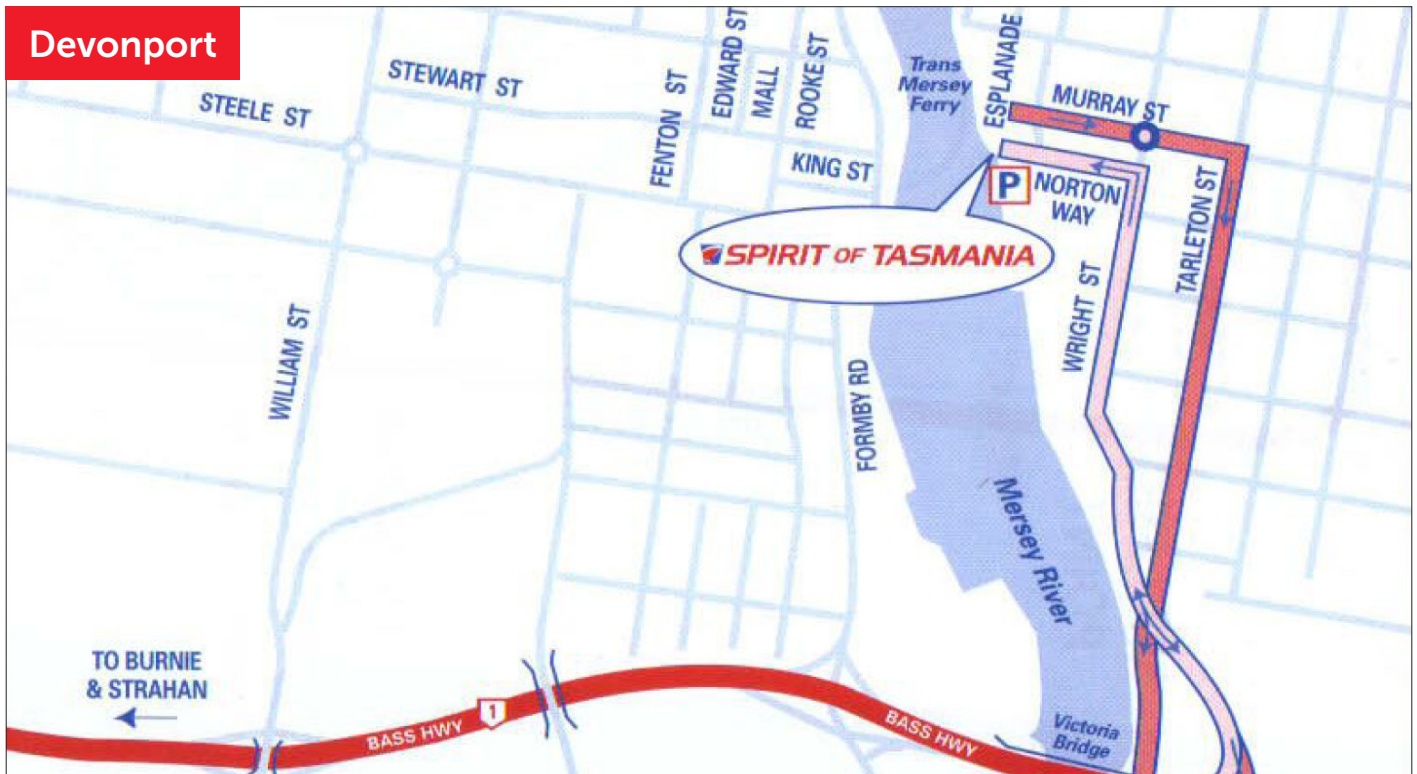 Devonport
STEELE ST
STEWART ST
FENTON ST
EDWARD ST
MALL
ROOKE ST
KING ST
Trans
Mersey
Ferry
ESPLANADE
MURRAY ST
P
NORTON
WAY
TARLETON ST
SPIRIT OF TASMANIA
WRIGHT ST
WILLIAM ST
FORMBY RD
Mersey River
TO BURNIE
& STRAHAN
BASS HWY
1
BASS HWY
Victoria
Bridge